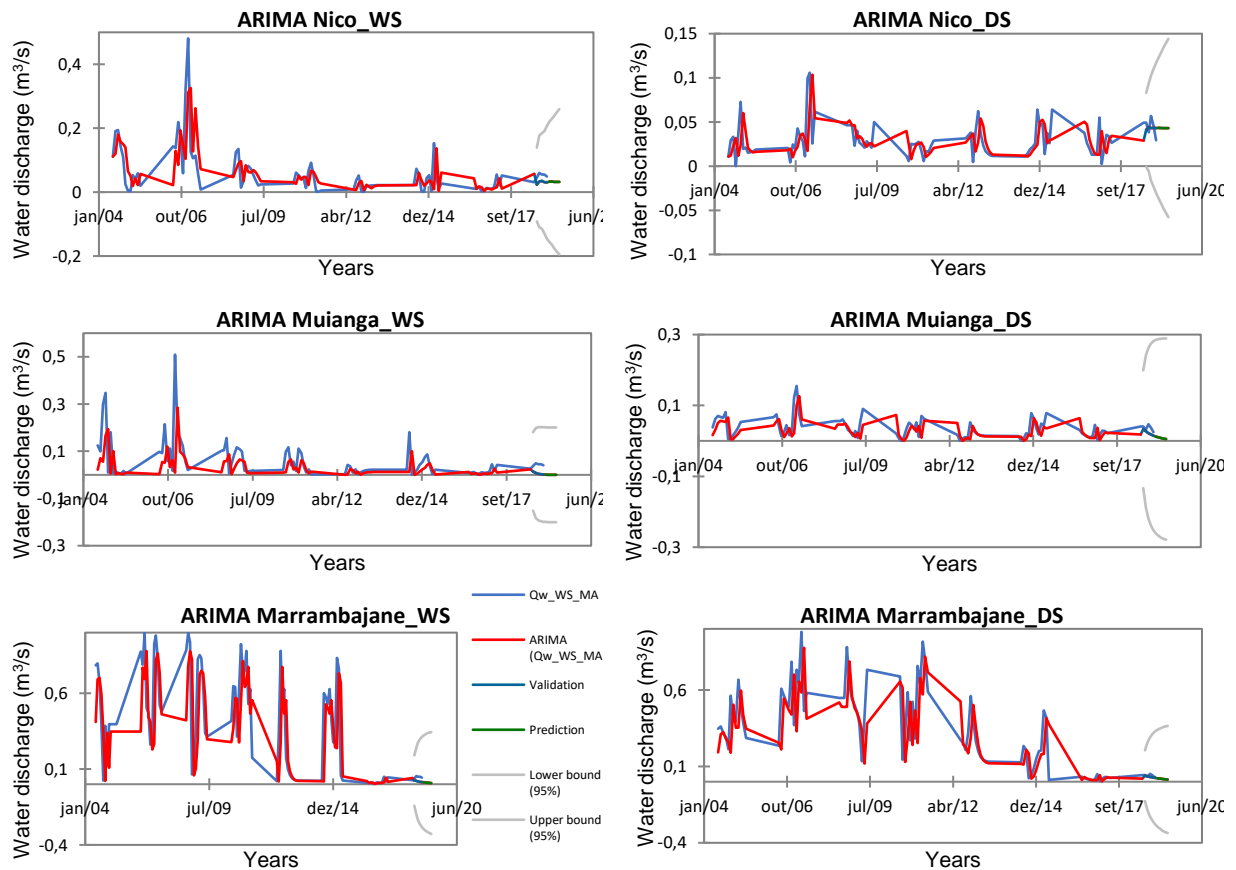 ARIMA Nico_WS
Water discharge (m³/s)
0,4
0,2
0
-0,2
jan/04 out/06 jul/09 abr/12 dez/14 set/17 jun/2
Years
ARIMA Nico_DS
Water discharge (m³/s)
0,15
0,1
0,05
0
-0,05
-0,1
jan/04 out/06 jul/09 abr/12 dez/14 set/17 jun/20
Years
ARIMA Muianga_WS
Water discharge (m³/s)
0,5
0,3
0,1
-0,1
-0,3
jan/04 out/06 jul/09 abr/12 dez/14 set/17 jun/2
Years
ARIMA Muianga_DS
Water discharge (m³/s)
0,3
0,1
-0,1
-0,3
jan/04 out/06 jul/09 abr/12 dez/14 set/17 jun/20
Years
ARIMA Marrambajane_WS
Water discharge (m³/s)
0,6
0,1
-0,4
jan/04 jul/09 dez/14 jun/20
Years
Qw_WS_MA
ARIMA
(Qw_WS_MA
Validation
Prediction
Lower bound
(95%)
Upper bound
(95%)
ARIMA Marrambajane_DS
Water discharge (m³/s)
0,6
0,1
-0,4
jan/04 out/06 jul/09 abr/12 dez/14 set/17 jun/20
Years